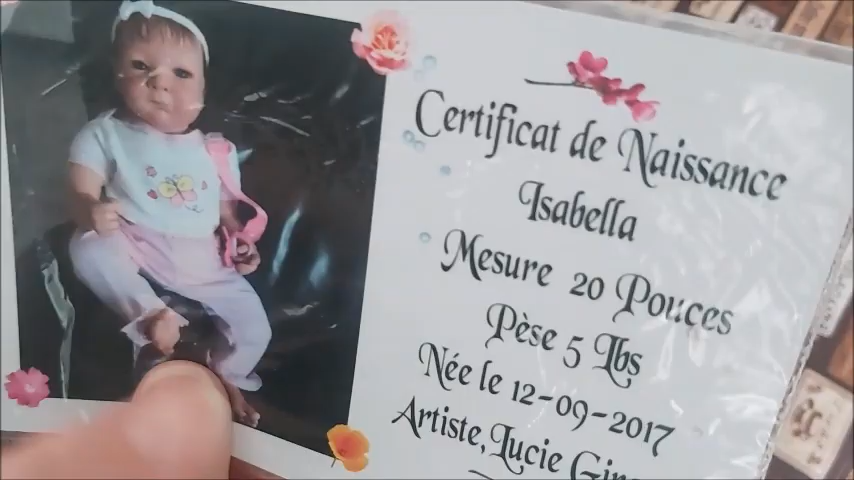 Certificat de Naissance
Isabella
Mesure 20 Pouces
Pèse 5 Lbs
Née le 12-09-2017
Artiste, Lucie